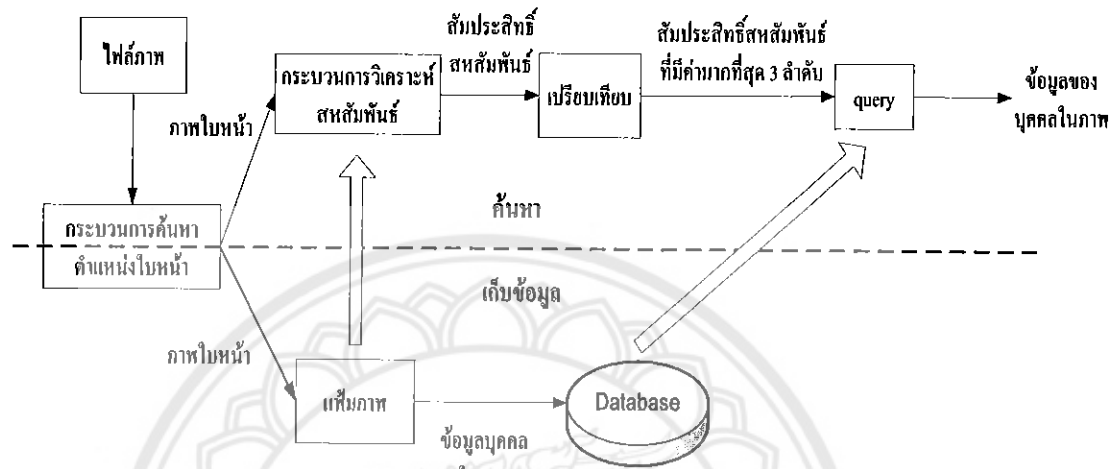 ไฟล์ภาพ
ภาพใบหน้า
กระบวนการวิเคราะห์
สหสัมพันธ์
สัมประสิทธิ์
สหสัมพันธ์
เปรียบเทียบ
สัมประสิทธิ์สหสัมพันธ์
ที่มีค่ามากที่สุด 3 ลำดับ
query
ข้อมูลของ
บุคคลในภาพ
กระบวนการค้นหา
ตำแหน่งใบหน้า
ค้นหา
เก็บข้อมูล
ภาพใบหน้า
แฟ้มภาพ
ข้อมูลบุคคล
Database